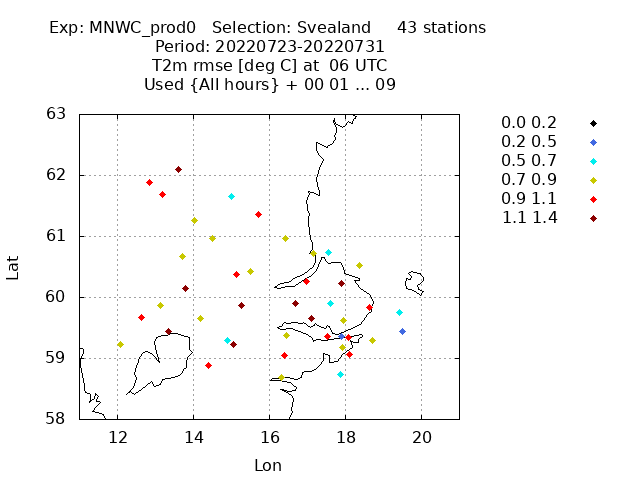 Exp: MNWC_prod0 Selection: Svealand 43 stations
Period: 20220723-20220731
T2m rmse [deg C] at 06 UTC
Used {All hours} + 00 01 ... 09
63
62
61
60
59
58
12 14 16 18 20
Lat
Lon
0.0 0.2
0.2 0.5
0.5 0.7
0.7 0.9
0.9 1.1
1.1 1.4